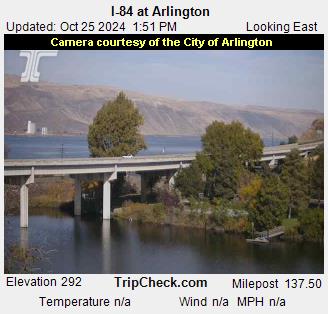 I-84 at Arlington
Updated: Oct 25 2024 1:51 PM Looking East
Camera courtesy of the City of Arlington
Elevation 292 TripCheck.com Milepost 137.50
Temperature n/a Wind n/a MPH n/a